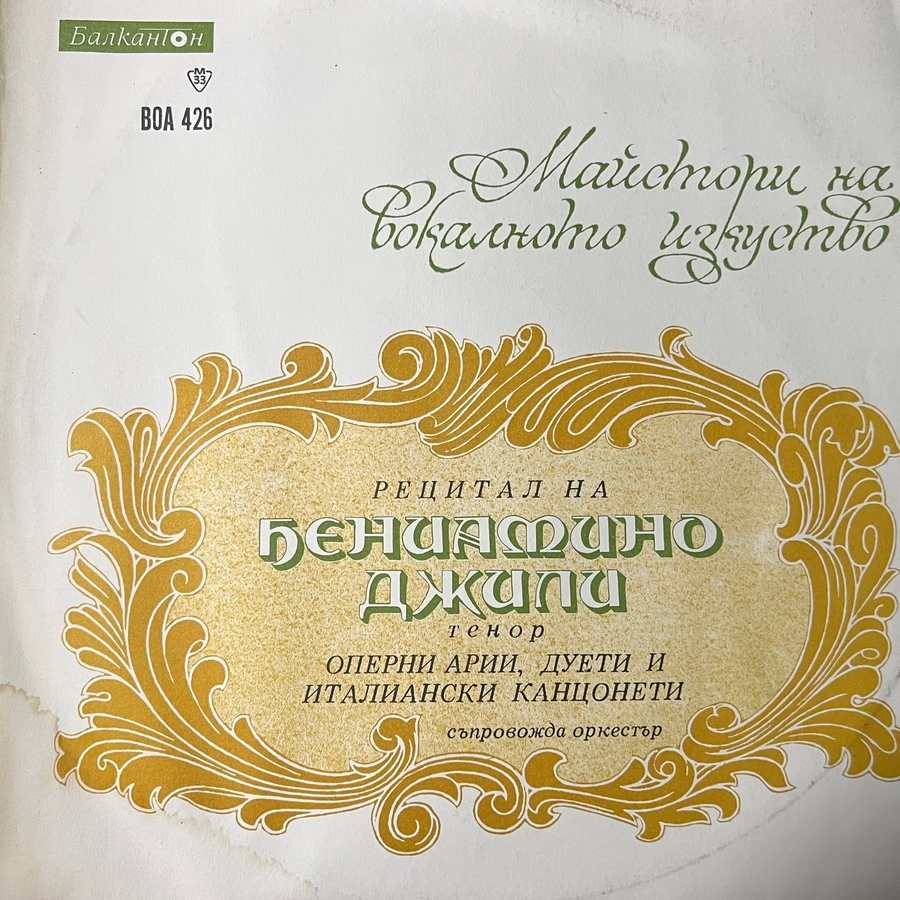 БалканТон
М
33
ВОА 426
Майстори на
вокалното изкуство
РЕЦИТАЛ НА
БЕНИАМИНО
ДЖИЛИ
тенор
ОПЕРНИ АРИИ, ДУЕТИ И
ИТАЛИАНСКИ КАНЦОНЕТИ
съпровожда оркестър